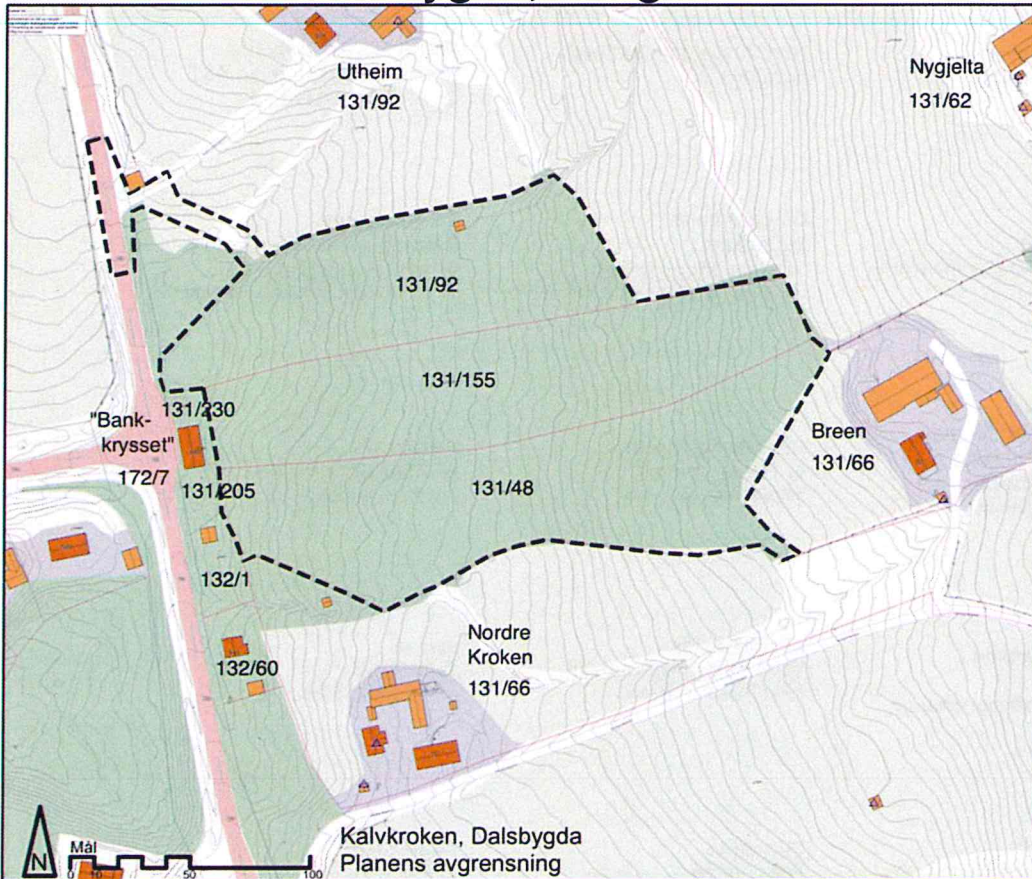 Utheim
131/92
Nygjelta
131/62
131/92
131/155
131/230
"Bank-
krysset"
172/7
131/205
131/48
Breen
131/66
132/1
132/60
Nordre
Kroken
131/66
N
Mål
0 10 50 100
Kalvkroken, Dalsbygda
Planens avgrensning